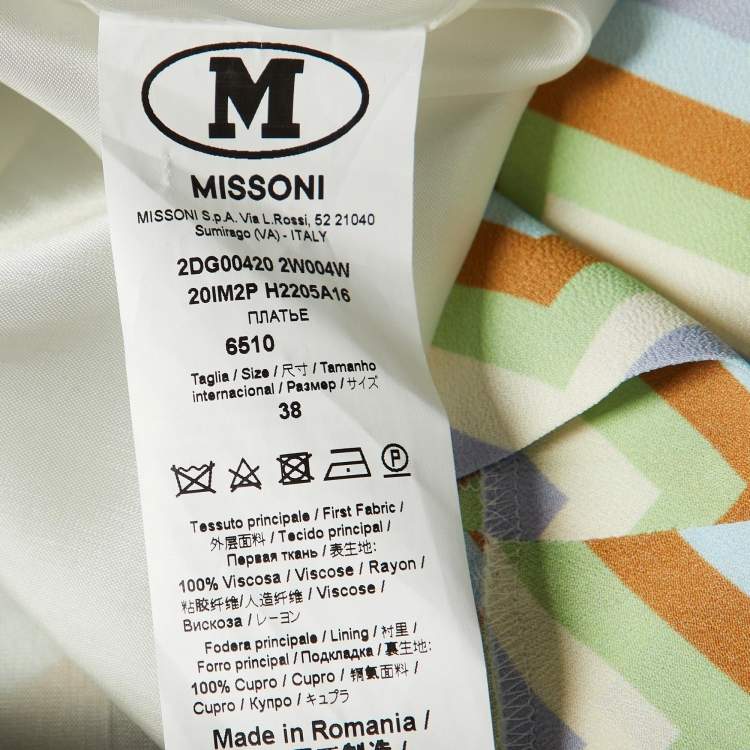 M
MISSONI
MISSONI S.p.A. Via L.Rossi, 52 21040
Sumirago (VA) - ITALY
2DG00420 2W004W
20IM2P H2205A16
ПЛАТЬЕ
6510
Taglia / Size / 尺寸 / Tamanho
internacional / Размер / サイズ
38
P
Tessuto principale / First Fabric /
外层面料 / Tecido principal /
Первая ткань / 表生地:
100% Viscosa / Viscose / Rayon /
粘胶纤维/人造纤维 / Viscose /
Вискоза / レーヨン
Fodera principale / Lining / 衬里 /
Forro principal / Подкладка / 裏生地:
100% Cupro / Cupro / 铜氨面料 /
Cupro / Купро / キュプラ
Made in Romania /